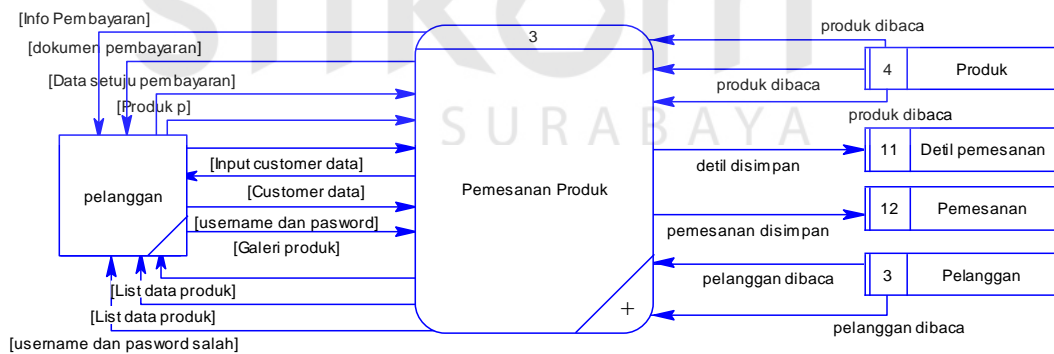 [Info Pembayaran]
[dokumen pembayaran]
[Data setuju pembayaran]
[Produk p]
pelanggan
[Input customer data]
[Customer data]
[username dan pasword]
[Galeri produk]
[List data produk]
[List data produk]
[username dan pasword salah]
3
Pemesanan Produk
+
SURABAYA
produk dibaca
4 Produk
produk dibaca
produk dibaca
11 Detil pemesanan
detil disimpan
12 Pemesanan
pemesanan disimpan
3 Pelanggan
pelanggan dibaca
pelanggan dibaca